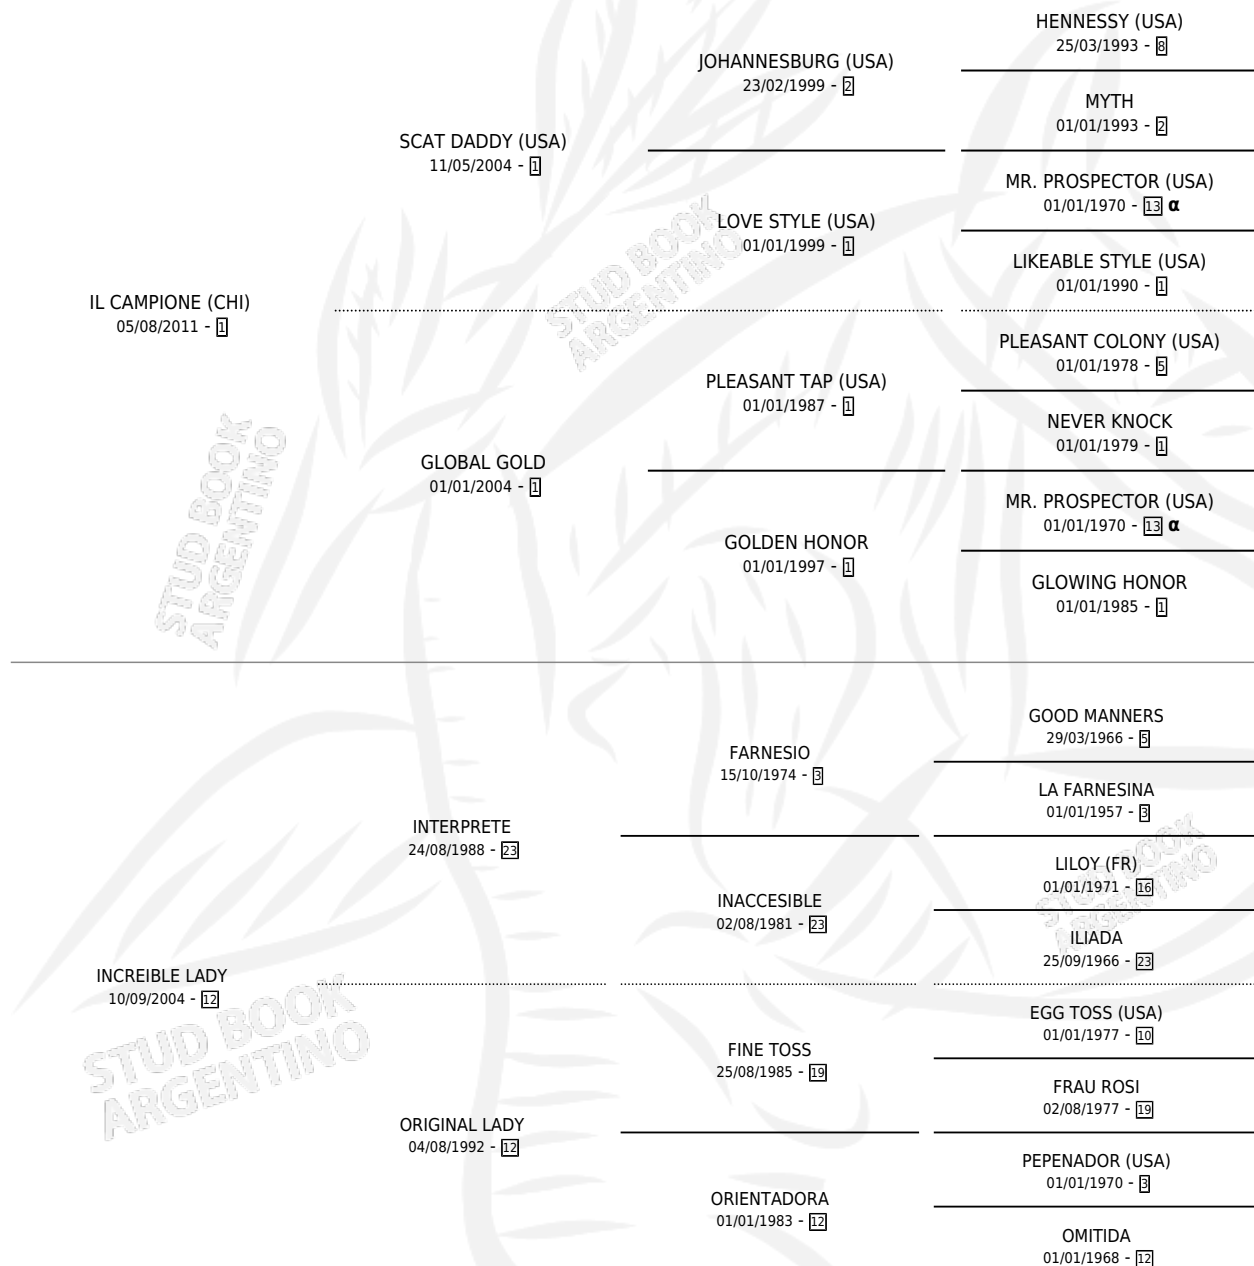 HENNESSY (USA)
25/03/1993 - 8
JOHANNESBURG (USA)
23/02/1999 - 2
MYTH
01/01/1993 - 2
SCAT DADDY (USA)
11/05/2004 - 1
MR. PROSPECTOR (USA)
01/01/1970 - 13 α
LOVE STYLE (USA)
01/01/1999 - 1
LIKEABLE STYLE (USA)
01/01/1990 - 1
IL CAMPIONE (CHI)
05/08/2011 - 1
PLEASANT COLONY (USA)
01/01/1978 - 5
PLEASANT TAP (USA)
01/01/1987 - 1
NEVER KNOCK
01/01/1979 - 1
GLOBAL GOLD
01/01/2004 - 1
MR. PROSPECTOR (USA)
01/01/1970 - 13 α
GOLDEN HONOR
01/01/1997 - 1
GLOWING HONOR
01/01/1985 - 1
GOOD MANNERS
29/03/1966 - 5
FARNESIO
15/10/1974 - 3
LA FARNESINA
01/01/1957 - 3
INTERPRETE
24/08/1988 - 23
LILOY (FR)
01/01/1971 - 16
INACCESIBLE
02/08/1981 - 23
ILIADA
25/09/1966 - 23
INCREIBLE LADY
10/09/2004 - 12
EGG TOSS (USA)
01/01/1977 - 10
FINE TOSS
25/08/1985 - 19
FRAU ROSI
02/08/1977 - 19
ORIGINAL LADY
04/08/1992 - 12
PEPENADOR (USA)
01/01/1970 - 3
ORIENTADORA
01/01/1983 - 12
OMITIDA
01/01/1968 - 12
STUD BOOK
ARGENTINO
STUD BOOK
ARGENTINO
STUD BOOK
ARGENTINO
STUD BOOK
ARGENTINO